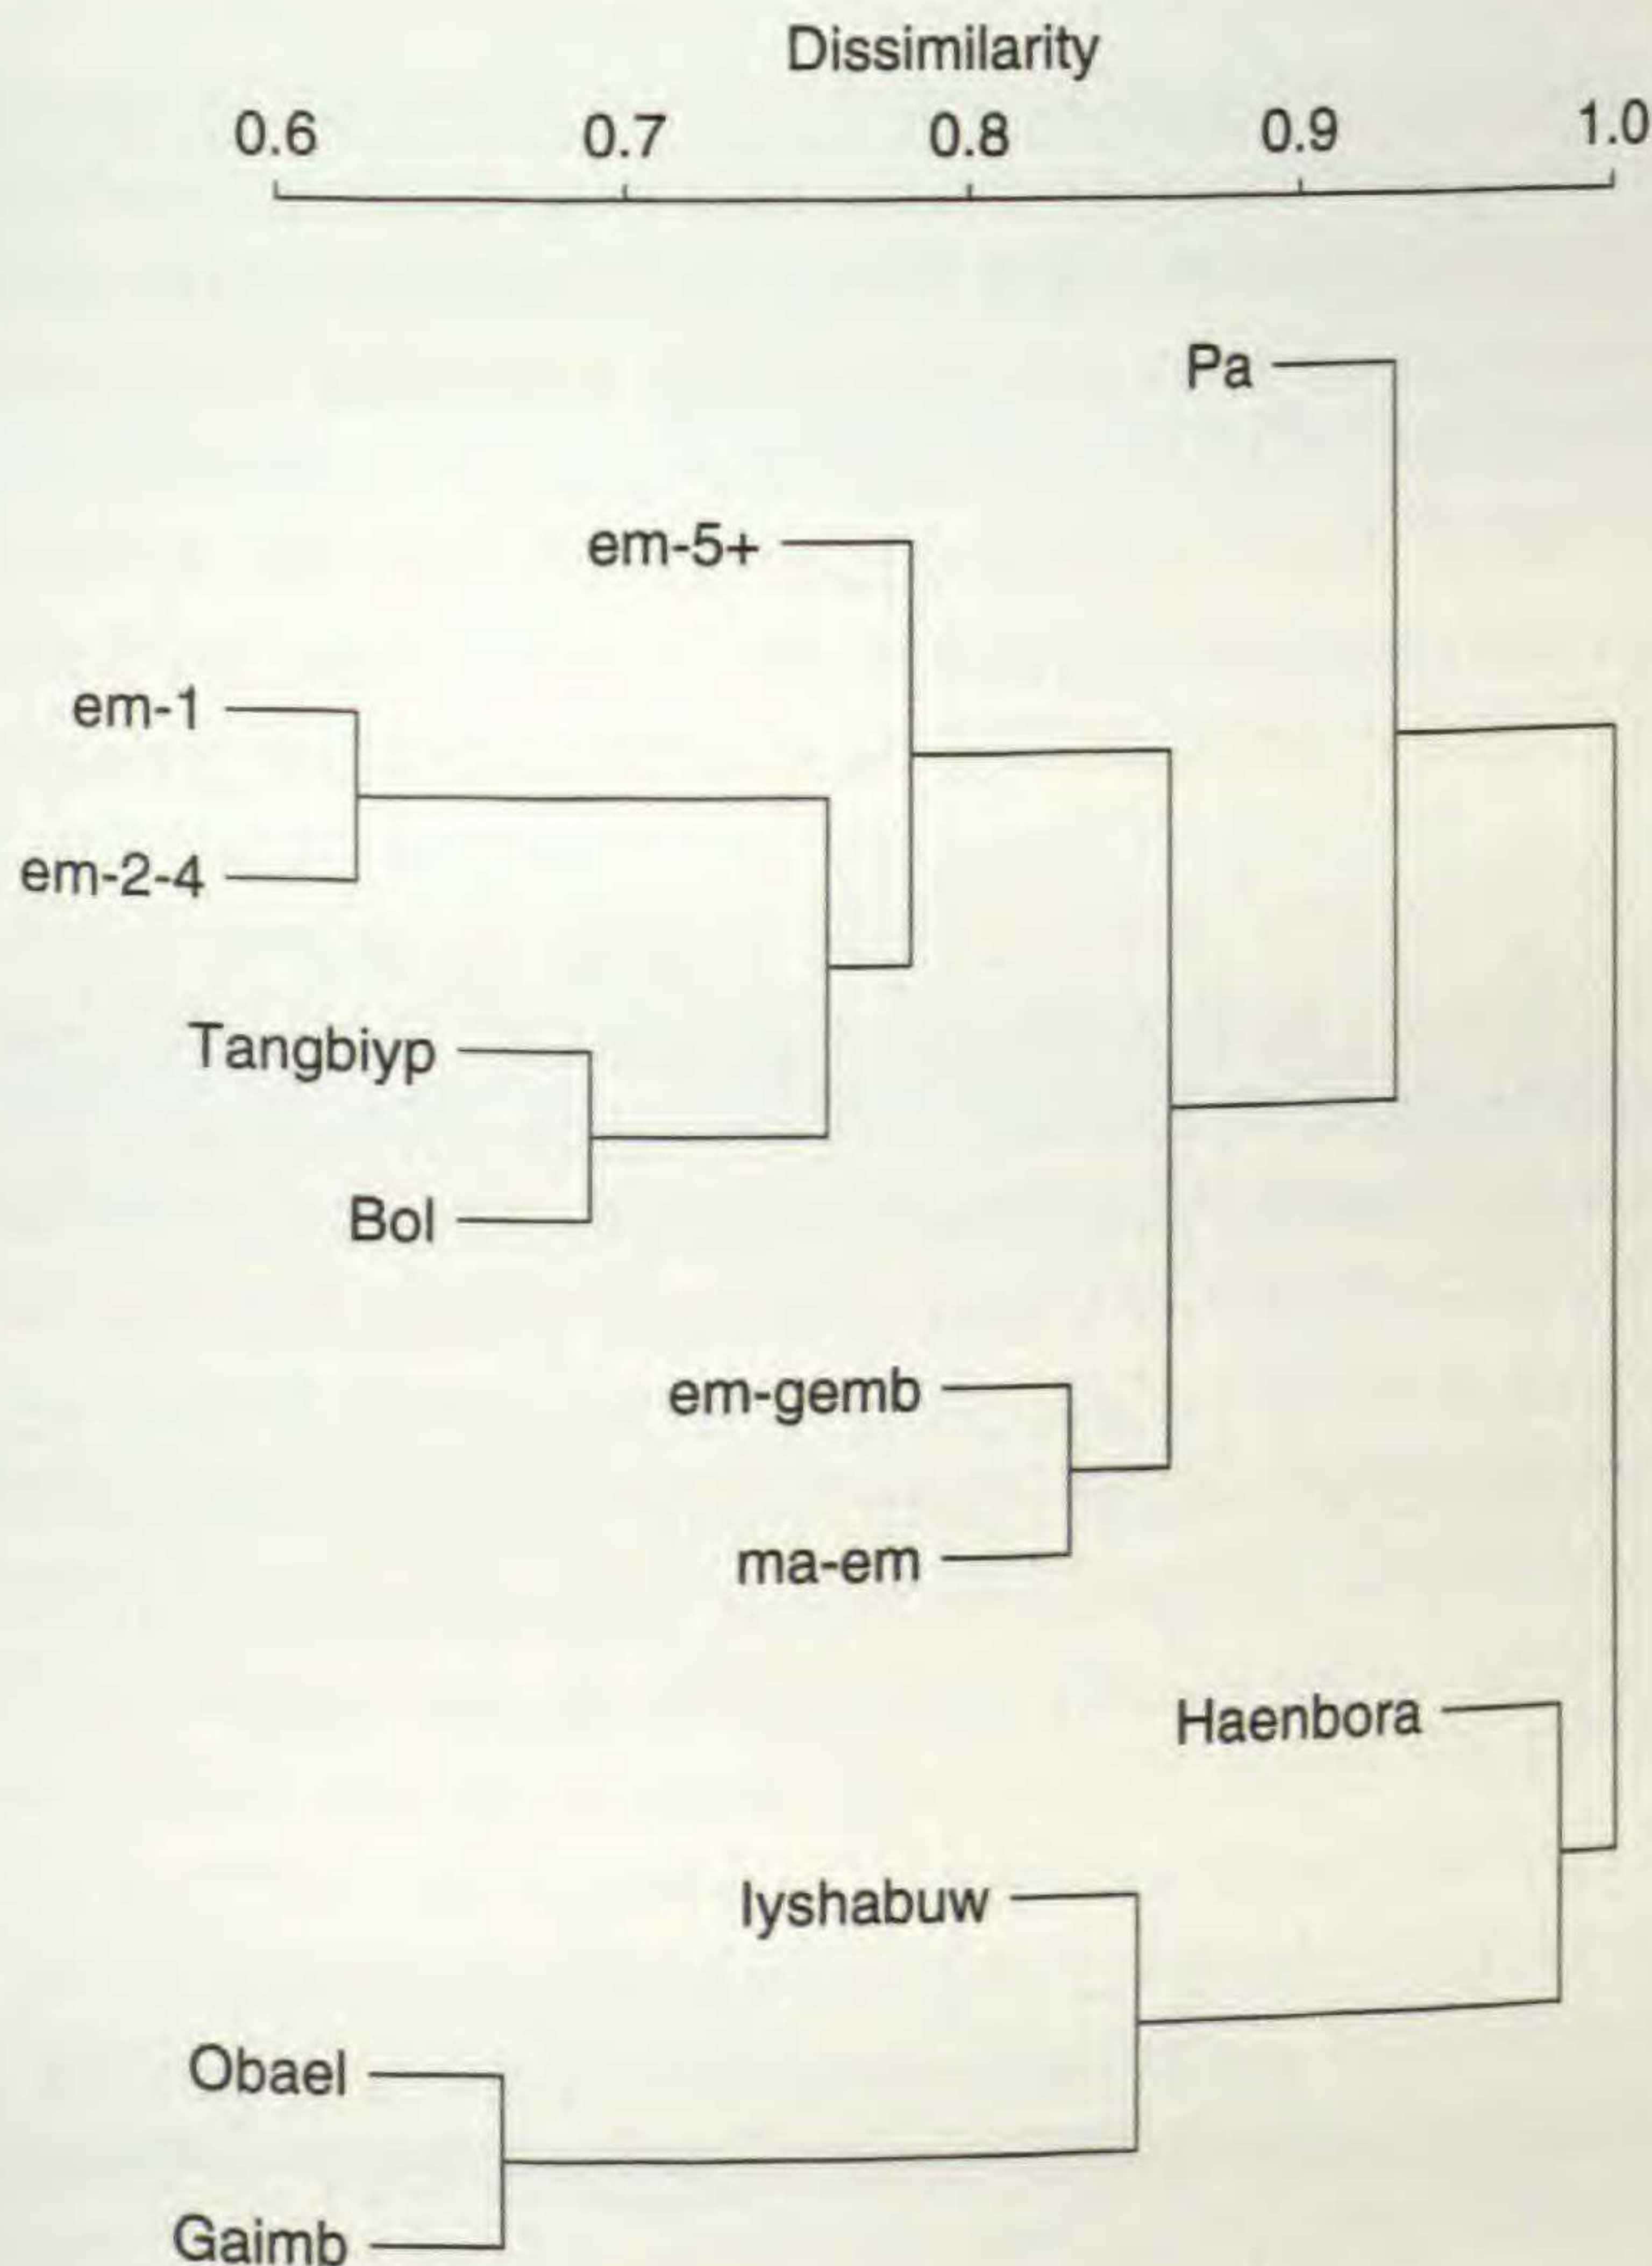 Dissimilarity
0.6 0.7 0.8 0.9 1.0
Pa
em-5+
em-1
em-2-4
Tangbiyp
Bol
em-gemb
ma-em
Haenbora
Iyshabuw
Obael
Gaimb